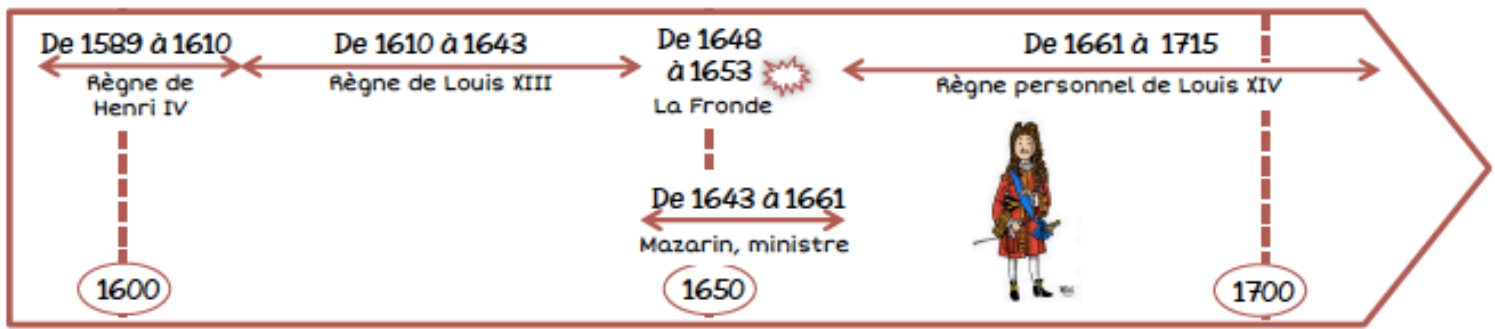 De 1589 à 1610
Règne de
Henri IV
De 1610 à 1643
Règne de Louis XIII
De 1648
à 1653
La Fronde
De 1661 à 1715
Règne personnel de Louis XIV
De 1643 à 1661
Mazarin, ministre
1600
1650
1700